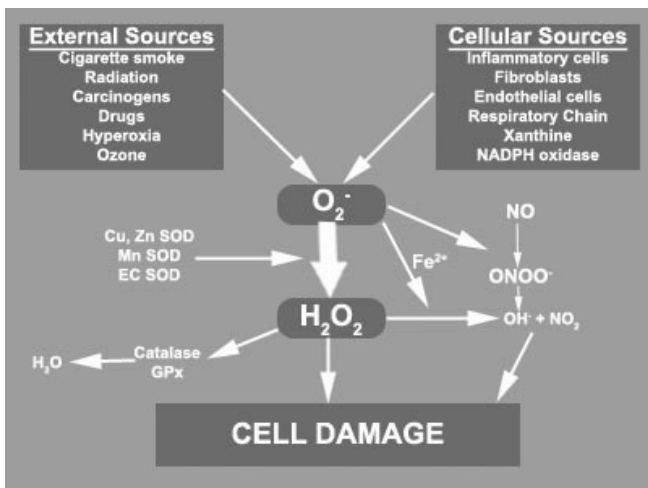 External Sources
Cigarette smoke
Radiation
Carcinogens
Drugs
Hyperoxia
Ozone
Cellular Sources
Inflammatory cells
Fibroblasts
Endothelial cells
Respiratory Chain
Xanthine
NADPH oxidase
O₂⁻
NO
Cu, Zn SOD
Mn SOD
EC SOD
Fe²⁺
ONOO⁻
H₂O₂
OH· + NO₂
H₂O
Catalase
GPx
CELL DAMAGE